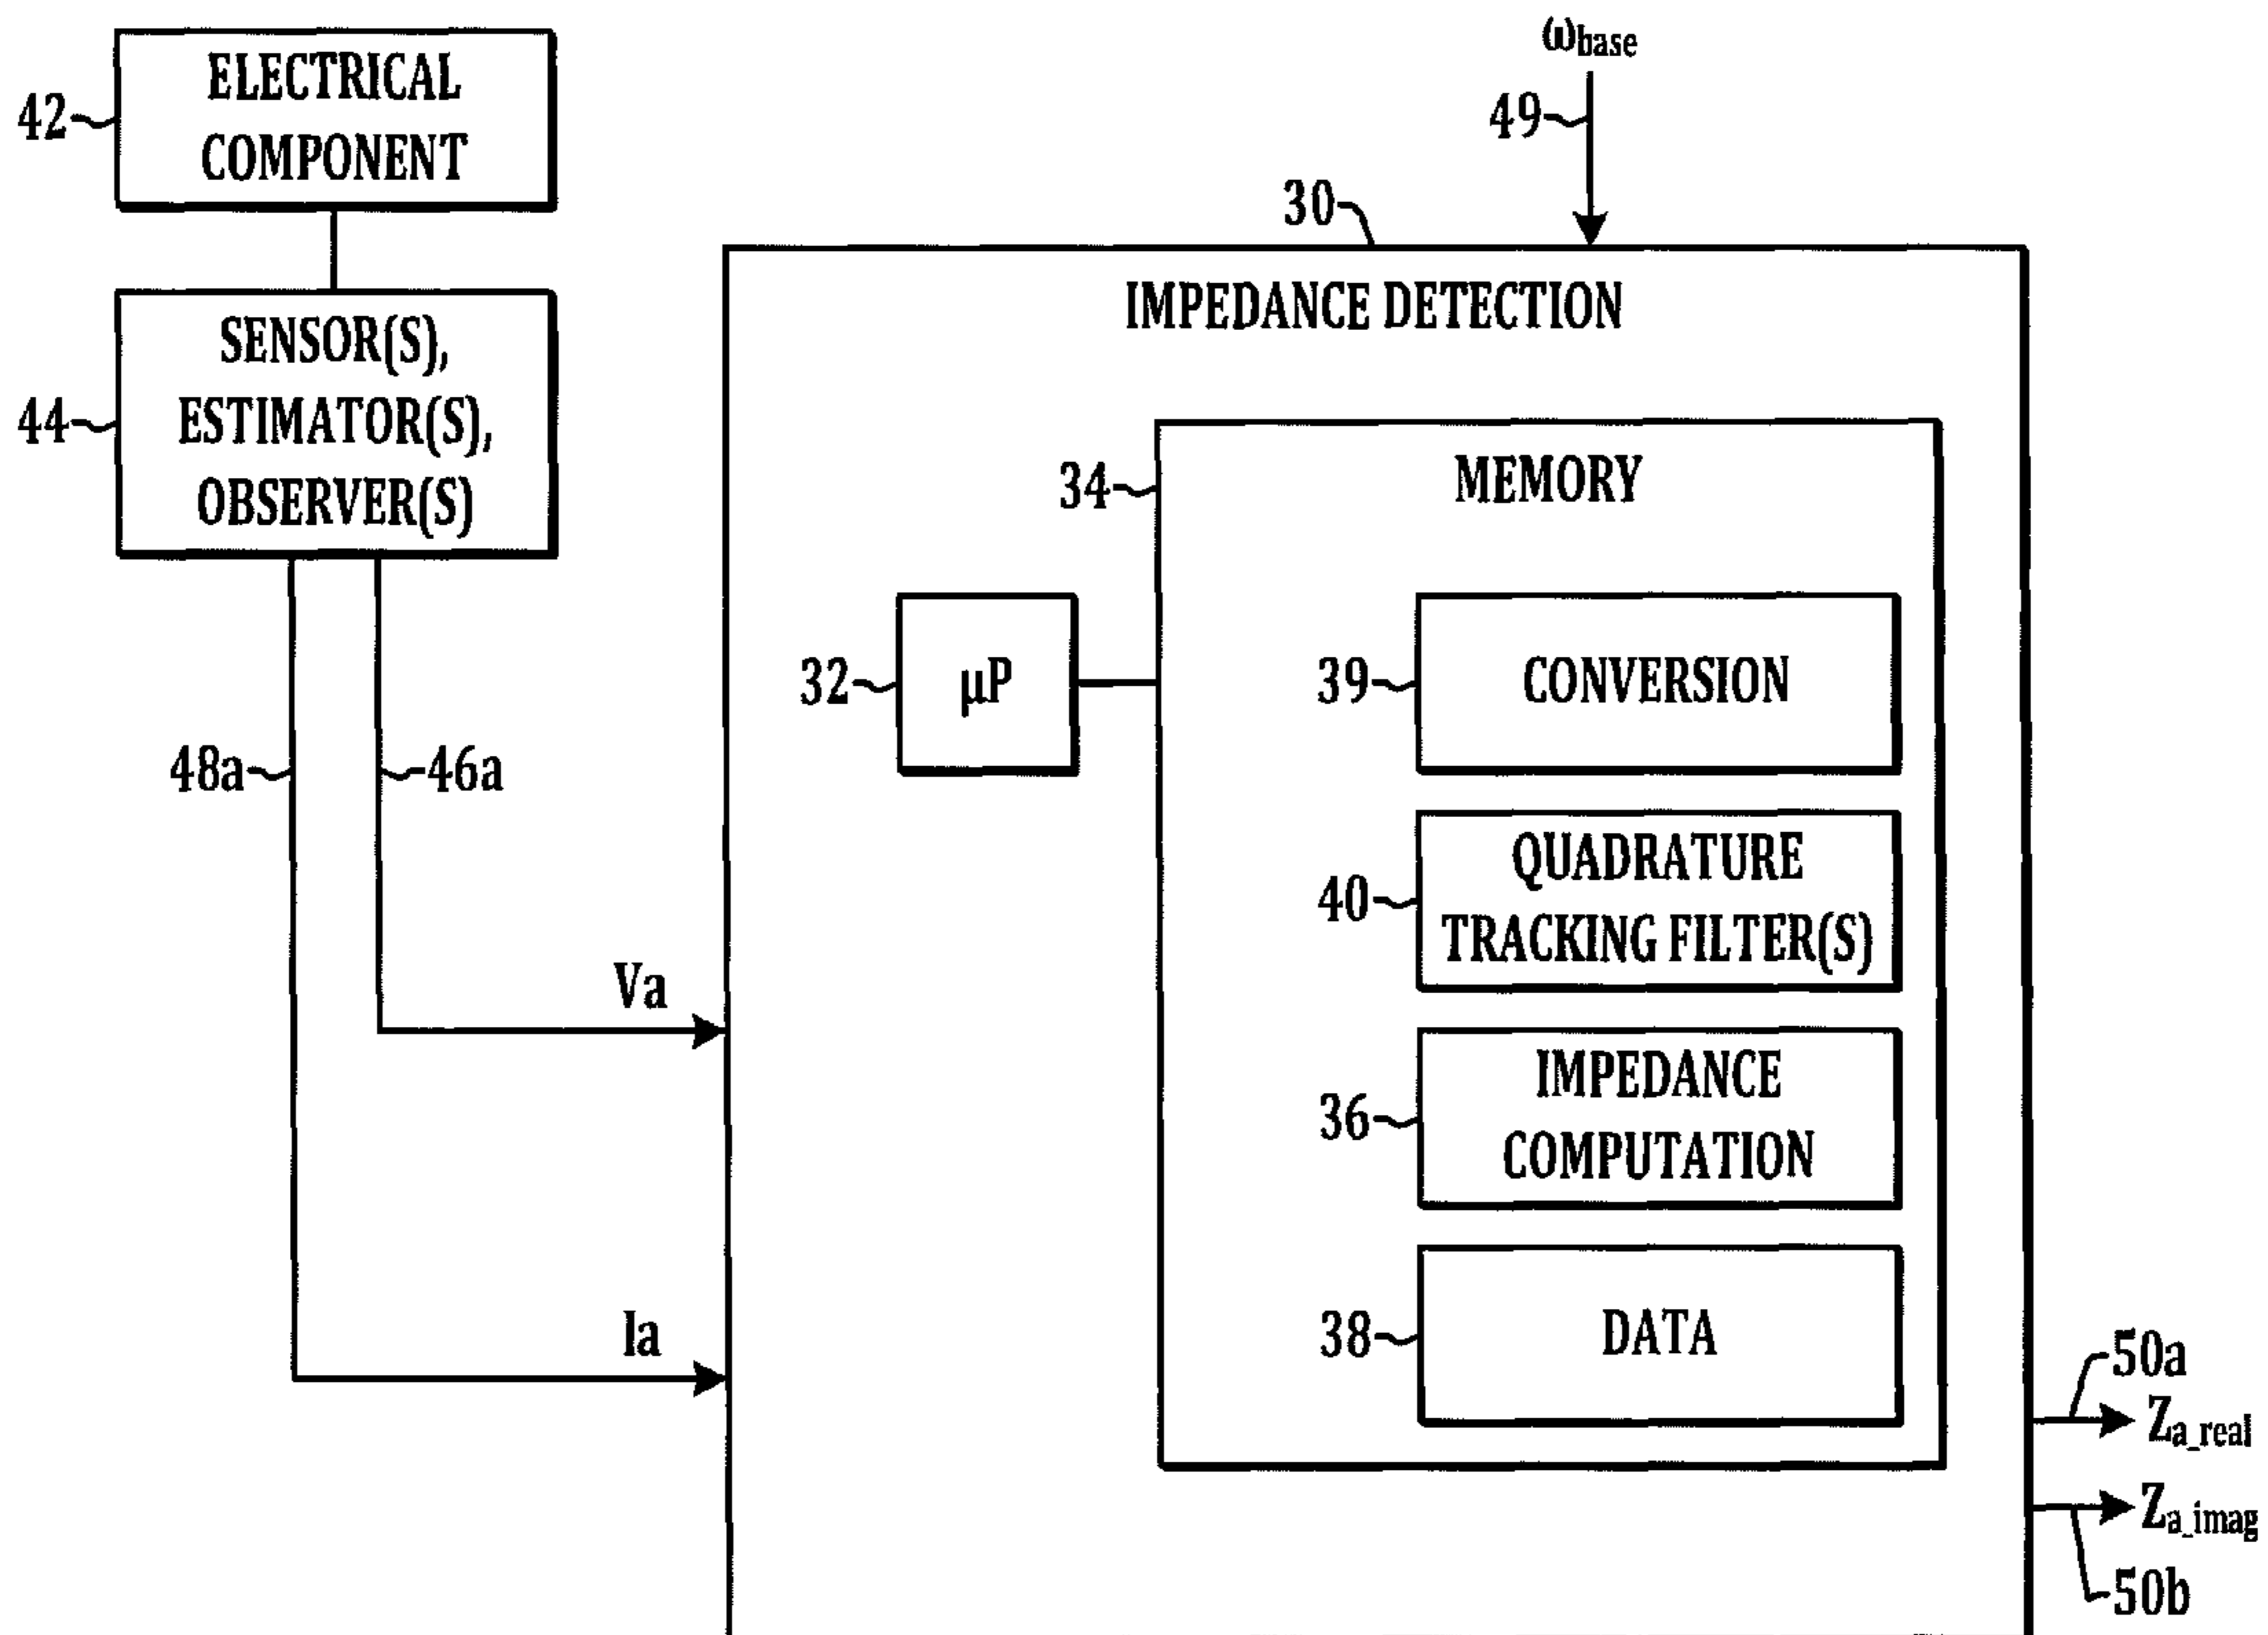 ELECTRICAL
COMPONENT
42
SENSOR(S),
ESTIMATOR(S),
OBSERVER(S)
44
48a
46a
Va
Ia
ωbase
49
30
IMPEDANCE DETECTION
34
MEMORY
32
μP
39
CONVERSION
40
QUADRATURE
TRACKING FILTER(S)
36
IMPEDANCE
COMPUTATION
38
DATA
50a
Za_real
Za_imag
50b